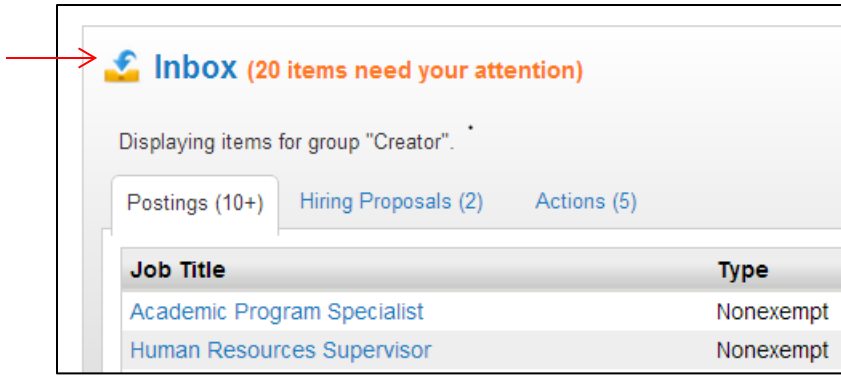 Inbox (20 items need your attention)
Displaying items for group "Creator".
Postings (10+) Hiring Proposals (2) Actions (5)
Job Title Type
Academic Program Specialist Nonexempt
Human Resources Supervisor Nonexempt